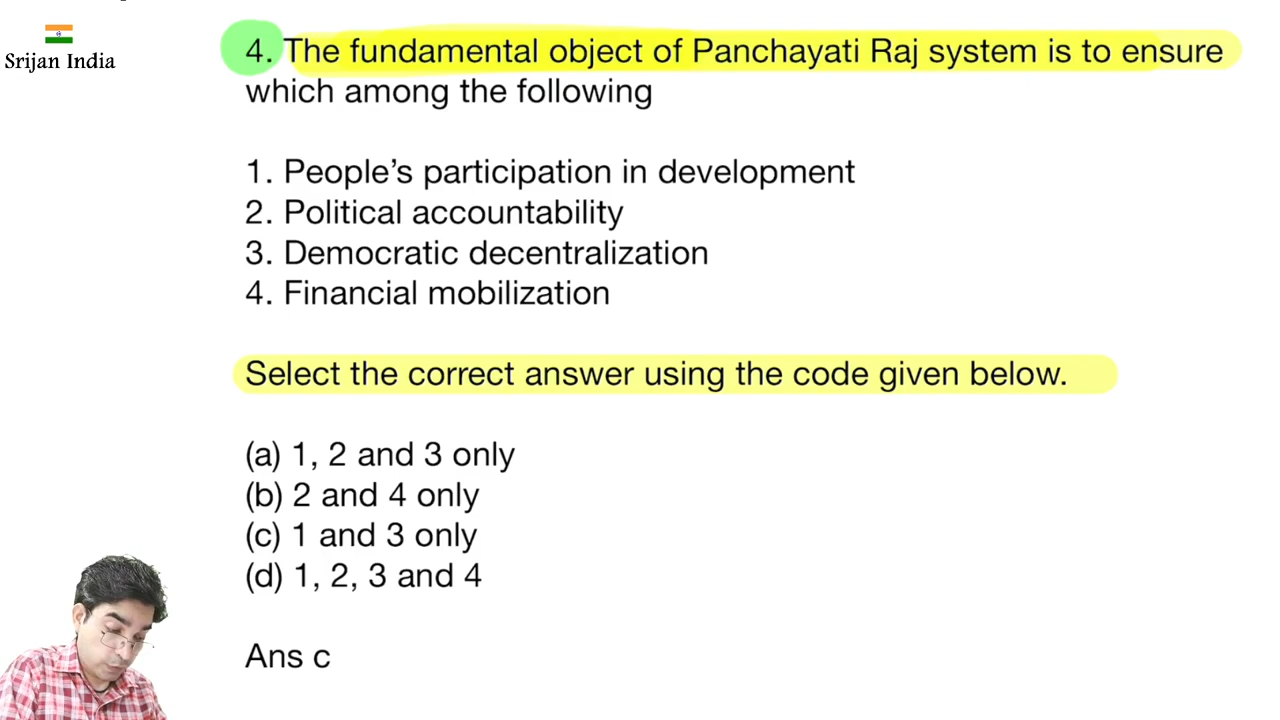 Srijan India
4. The fundamental object of Panchayati Raj system is to ensure
which among the following
1. People's participation in development
2. Political accountability
3. Democratic decentralization
4. Financial mobilization
Select the correct answer using the code given below.
(a) 1, 2 and 3 only
(b) 2 and 4 only
(c) 1 and 3 only
(d) 1, 2, 3 and 4
Ans c